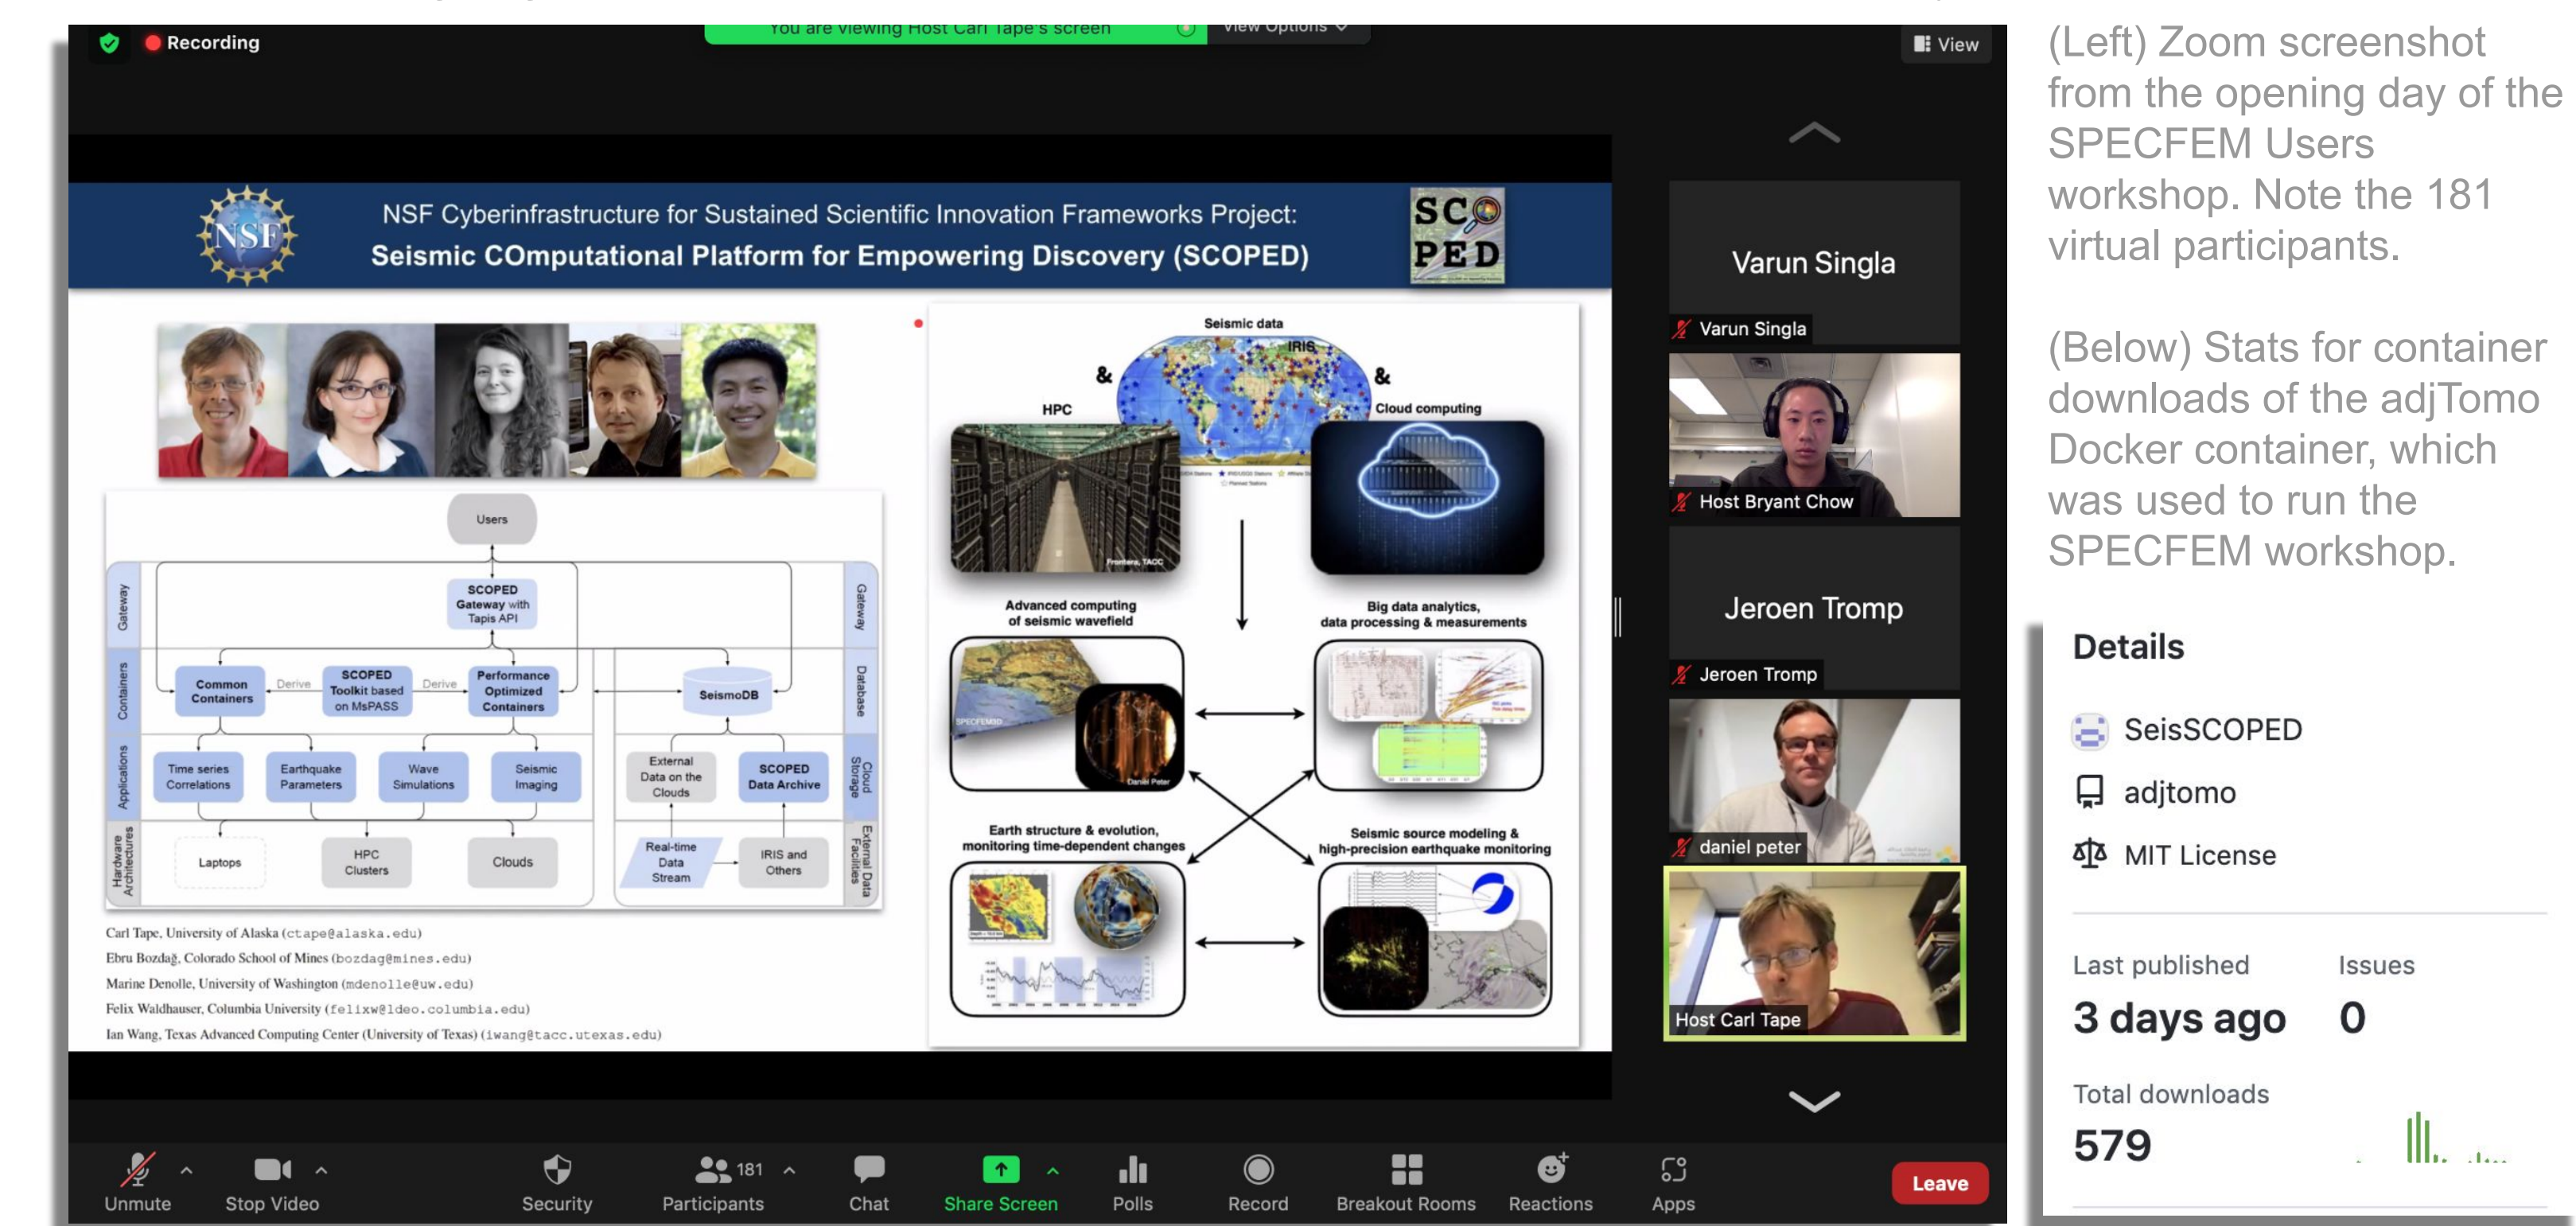 Recording
You are viewing Host Carl Tape's screen
View Options
View
NSF
NSF Cyberinfrastructure for Sustained Scientific Innovation Frameworks Project:
Seismic COmputational Platform for Empowering Discovery (SCOPED)
SC
PED
Users
Gateway
SCOPED
Gateway with
Tapis API
Gateway
Containers
Common
Containers
Derive
SCOPED
Toolkit based
on MsPASS
Derive
Performance
Optimized
Containers
SeismoDB
Database
Applications
Time series
Correlations
Earthquake
Parameters
Wave
Simulations
Seismic
Imaging
External
Data on the
Clouds
SCOPED
Data Archive
Cloud
Storage
Hardware
Architectures
Laptops
HPC
Clusters
Clouds
Real-time
Data
Stream
IRIS and
Others
External Data
Facilities
Carl Tape, University of Alaska (ctape@alaska.edu)
Ebru Bozdağ, Colorado School of Mines (bozdag@mines.edu)
Marine Denolle, University of Washington (mdenolle@uw.edu)
Felix Waldhauser, Columbia University (felixw@ldeo.columbia.edu)
Ian Wang, Texas Advanced Computing Center (University of Texas) (iwang@tacc.utexas.edu)
Seismic data
IRIS
&
&
HPC
Cloud computing
Frontera, TACC
Advanced computing
of seismic wavefield
Big data analytics,
data processing & measurements
SPECFEM3D
Daniel Peter
Earth structure & evolution,
monitoring time-dependent changes
Seismic source modeling &
high-precision earthquake monitoring
Varun Singla
Varun Singla
Host Bryant Chow
Jeroen Tromp
Jeroen Tromp
daniel peter
Host Carl Tape
Unmute
Stop Video
Security
181
Participants
Chat
Share Screen
Polls
Record
Breakout Rooms
Reactions
Apps
Leave
(Left) Zoom screenshot
from the opening day of the
SPECFEM Users
workshop. Note the 181
virtual participants.
(Below) Stats for container
downloads of the adjTomo
Docker container, which
was used to run the
SPECFEM workshop.
Details
SeisSCOPED
adjtomo
MIT License
Last published
Issues
3 days ago
0
Total downloads
579